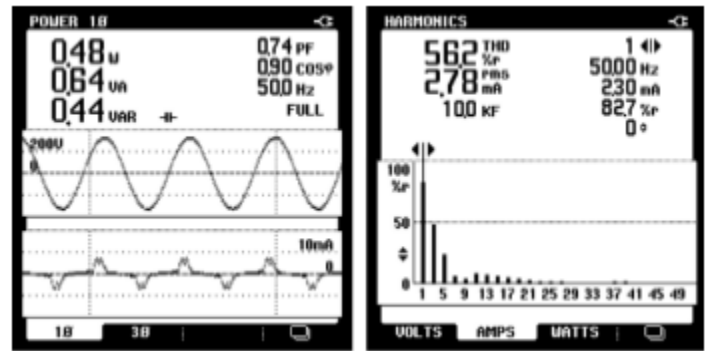 POWER 1Ø
0,48 W
0,64 VA
0,44 VAR
0,74 PF
0,90 COSφ
50,0 Hz
FULL
200V
0
10mA
0
1Ø 3Ø
HARMONICS
56,2 THD %r
2,78 rms mA
10,0 KF
1
50,00 Hz
2,30 mA
82,7 %r
0 °
100
%r
50
0
1 5 9 13 17 21 25 29 33 37 41 45 49
VOLTS AMPS WATTS